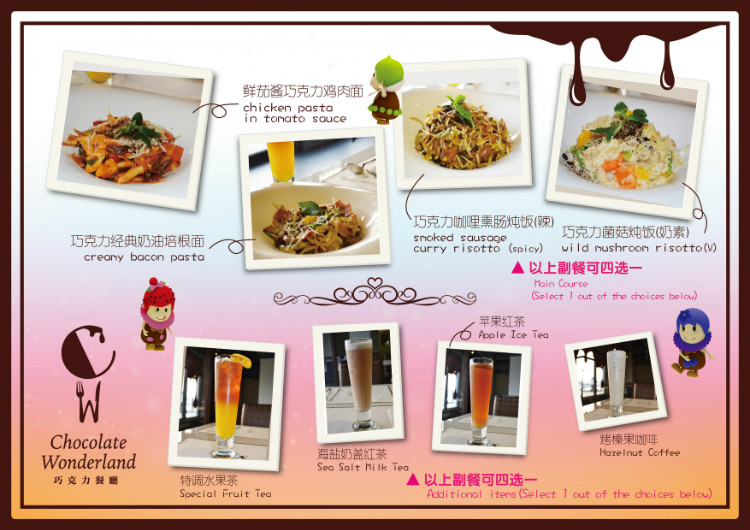 鲜茄酱巧克力鸡肉面
chicken pasta
in tomato sauce
巧克力经典奶油培根面
creamy bacon pasta
巧克力咖哩熏肠炖饭(辣)
smoked sausage
curry risotto (spicy)
巧克力菌菇炖饭(奶素)
wild mushroom risotto(V)
▲以上副餐可四选一
Main Course
(Select 1 out of the choices below)
Chocolate
Wonderland
巧克力餐廳
特调水果茶
Special Fruit Tea
海盐奶盖红茶
Sea Salt Milk Tea
苹果红茶
Apple Ice Tea
烤榛果咖啡
Hazelnut Coffee
▲以上副餐可四选一
Additional items(Select 1 out of the choices below)